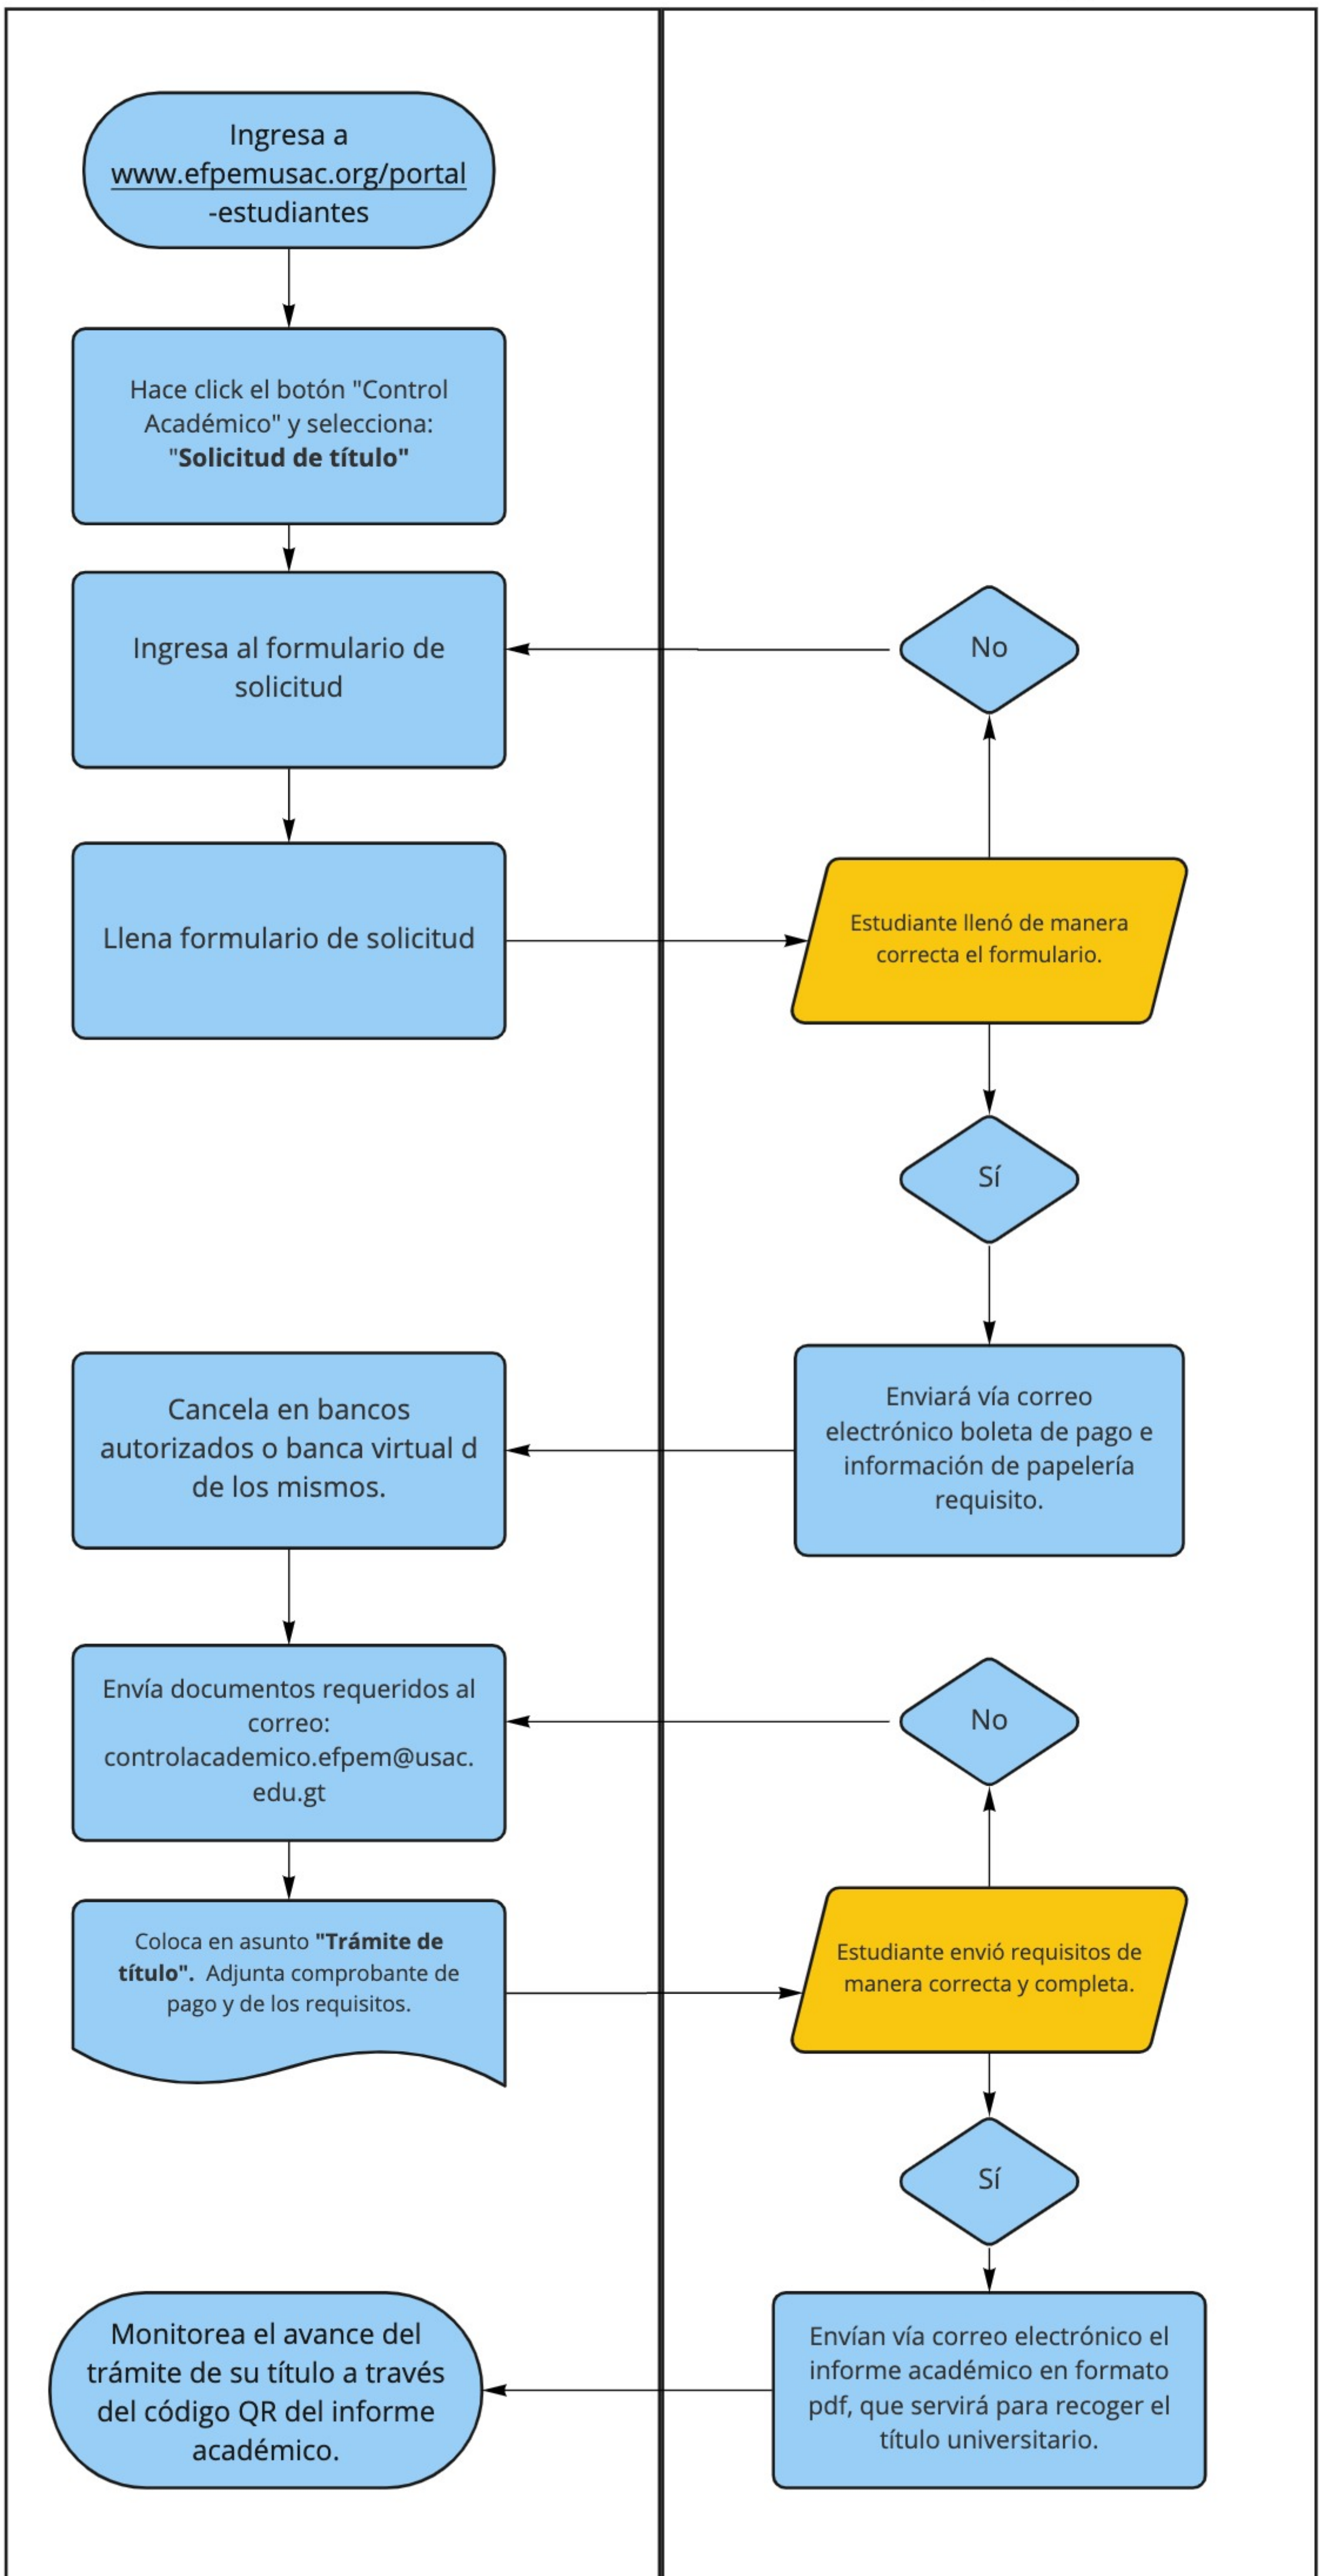 Ingresa a
www.efpemusac.org/portal
-estudiantes
Hace click el botón "Control
Académico" y selecciona:
"Solicitud de título"
Ingresa al formulario de
solicitud
No
Llena formulario de solicitud
Estudiante llenó de manera
correcta el formulario.
Sí
Enviará vía correo
electrónico boleta de pago e
información de papelería
requisito.
Cancela en bancos
autorizados o banca virtual d
de los mismos.
Envía documentos requeridos al
correo:
controlacademico.efpem@usac.
edu.gt
No
Coloca en asunto "Trámite de
título". Adjunta comprobante de
pago y de los requisitos.
Estudiante envió requisitos de
manera correcta y completa.
Sí
Envían vía correo electrónico el
informe académico en formato
pdf, que servirá para recoger el
título universitario.
Monitorea el avance del
trámite de su título a través
del código QR del informe
académico.